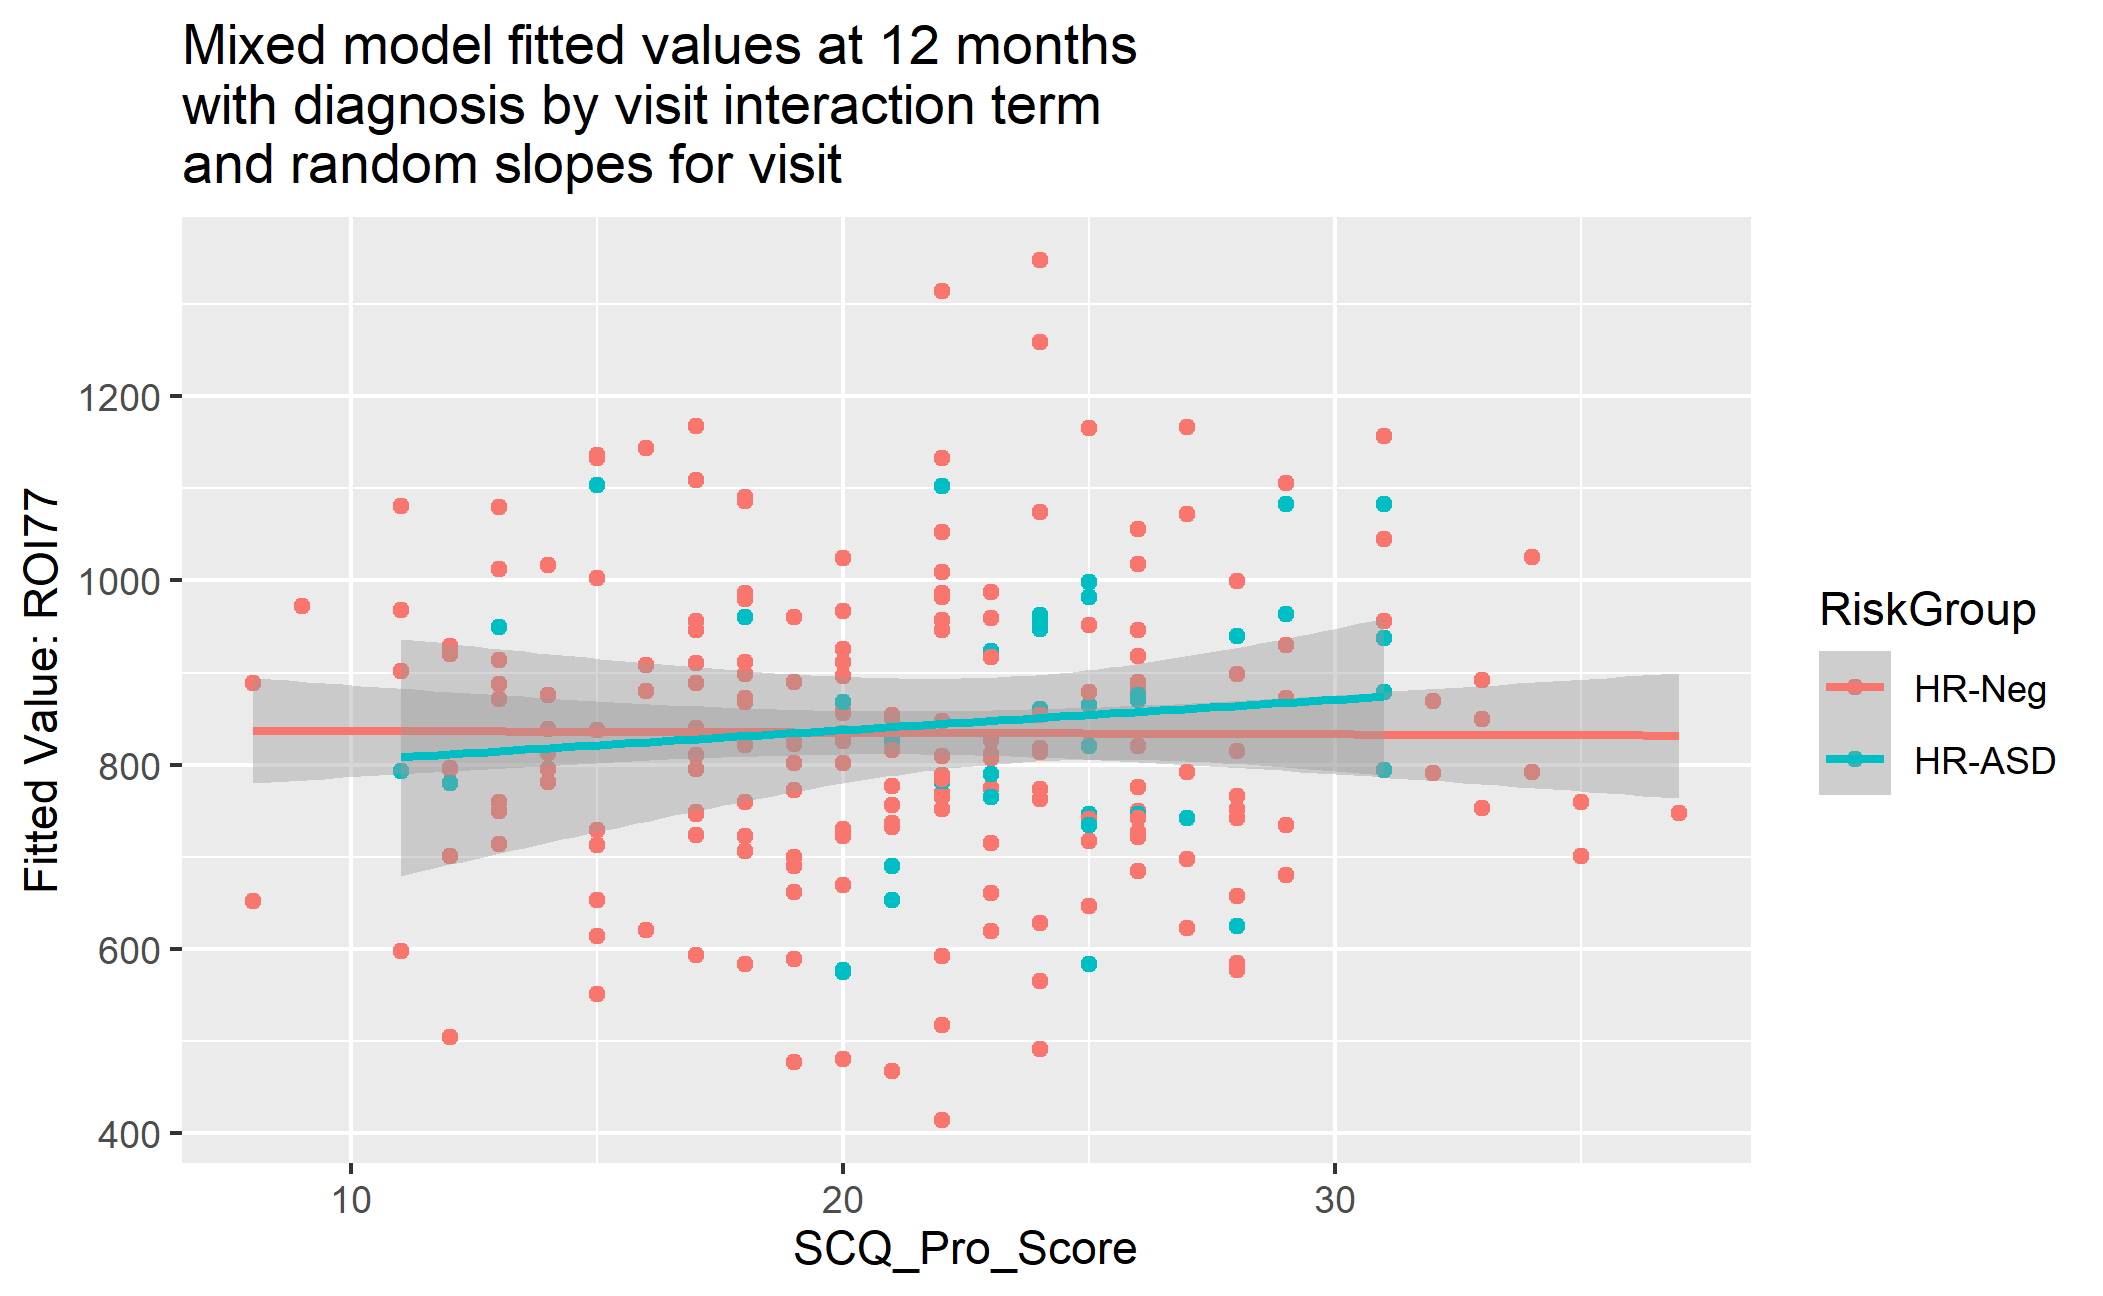 Mixed model fitted values at 12 months
with diagnosis by visit interaction term
and random slopes for visit
Fitted Value: ROI77
1200
1000
800
600
400
10
20
30
SCQ_Pro_Score
RiskGroup
HR-Neg
HR-ASD